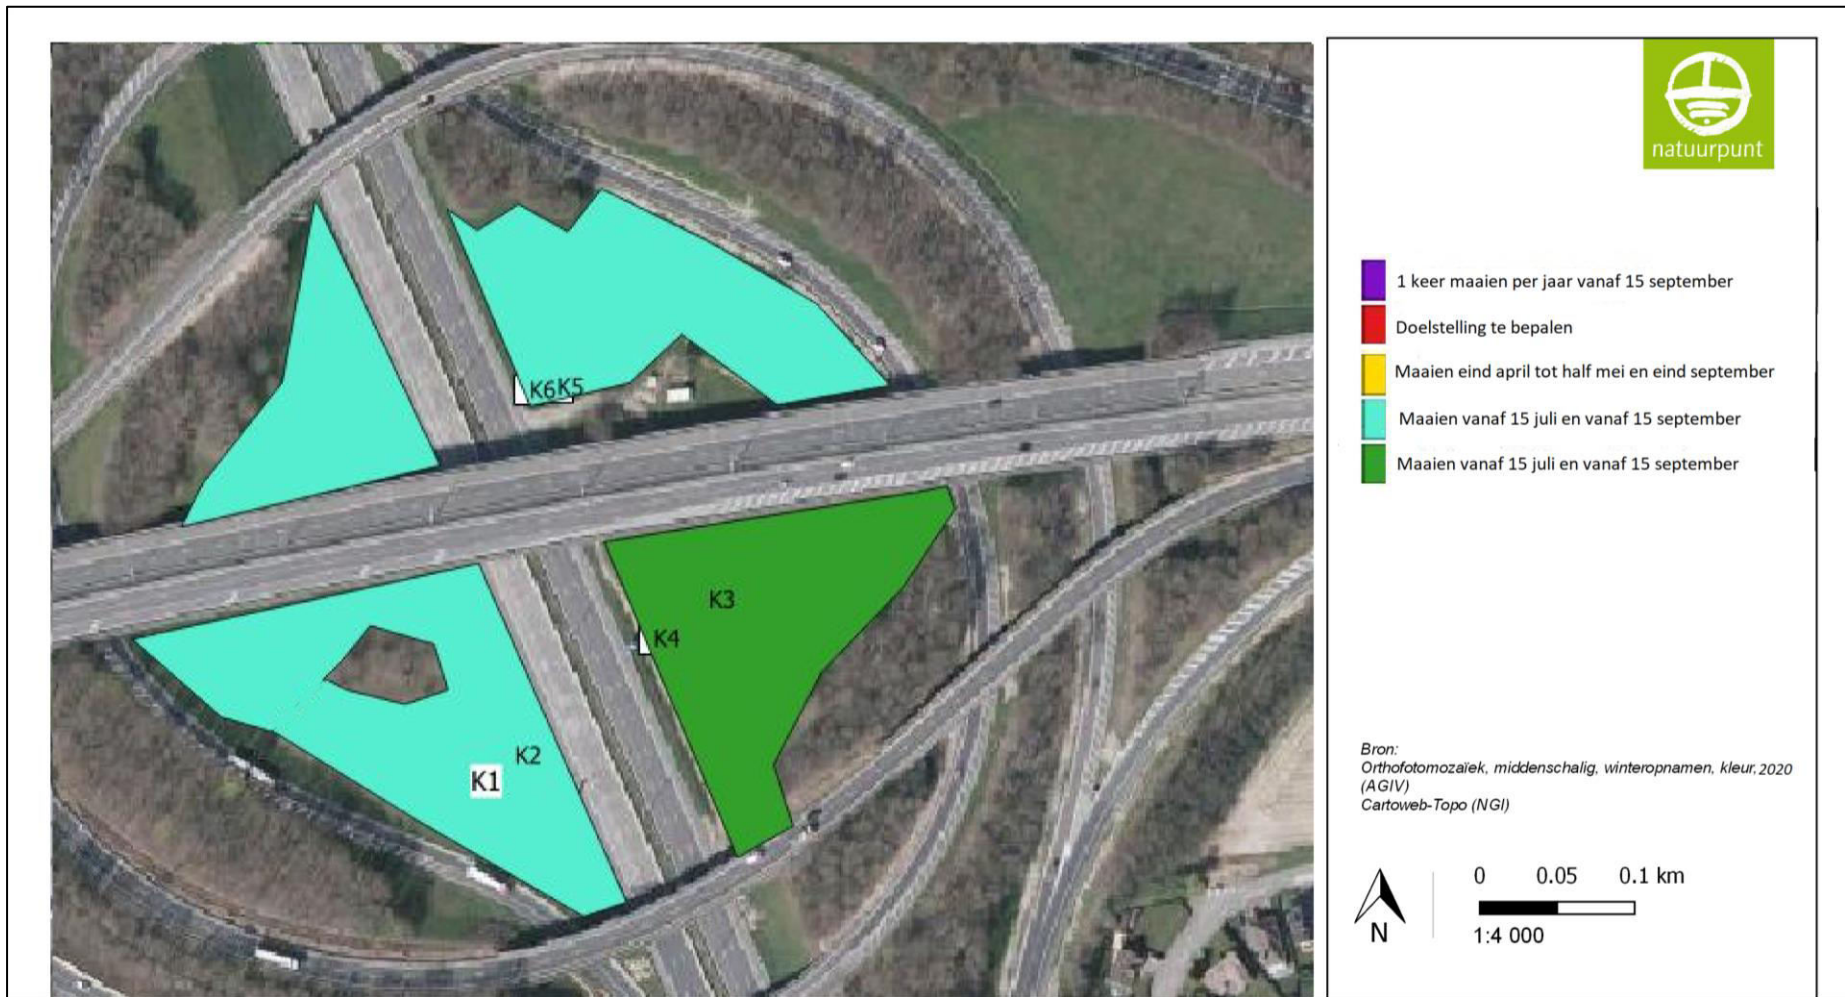 natuurpunt
K6 K5
K3
K4
K2
K1
1 keer maaien per jaar vanaf 15 september
Doelstelling te bepalen
Maaien eind april tot half mei en eind september
Maaien vanaf 15 juli en vanaf 15 september
Maaien vanaf 15 juli en vanaf 15 september
Bron:
Orthofotomozaïek, middenschalig, winteropnamen, kleur, 2020
(AGIV)
Cartoweb-Topo (NGI)
N
0 0.05 0.1 km
1:4 000